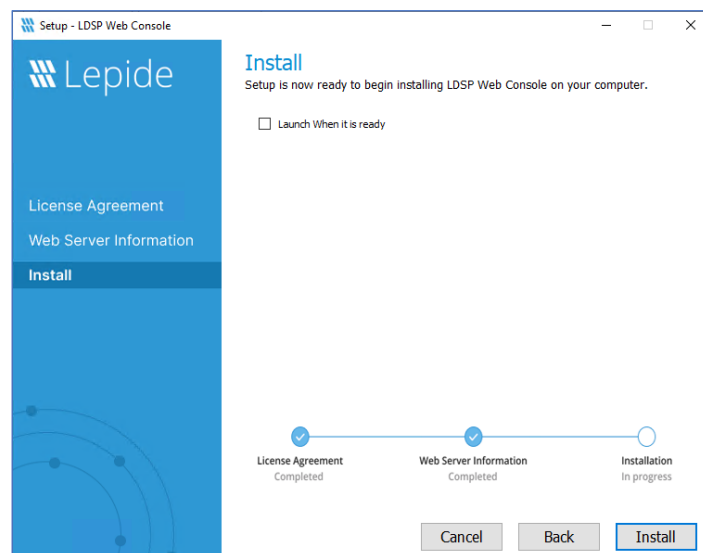 Setup - LDSP Web Console
Lepide
License Agreement
Web Server Information
Install
Install
Setup is now ready to begin installing LDSP Web Console on your computer.
Launch When it is ready
License Agreement
Completed
Web Server Information
Completed
Installation
In progress
Cancel
Back
Install